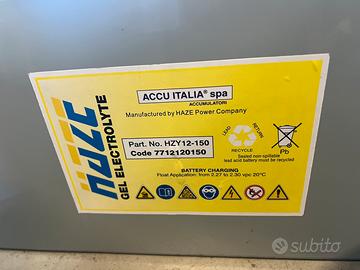 HAZE
GEL ELECTROLYTE
ACCU ITALIA® spa
ACCUMULATORI
Manufactured by HAZE Power Company
Part. No. HZY12-150
Code 7712120150
LEAD
RETURN
RECYCLE
Pb
Sealed non-spillable
lead acid battery must be recycled
BATTERY CHARGING
Float Application: from 2.27 to 2.30 vpc 20°C
subito